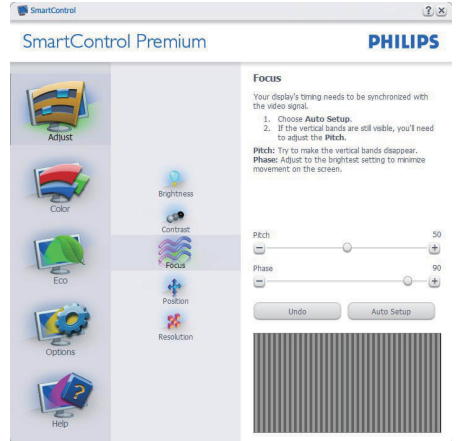 SmartControl
? ×
SmartControl Premium
PHILIPS
Adjust
Color
Eco
Options
Help
Brightness
Contrast
Focus
Position
Resolution
Focus
Your display's timing needs to be synchronized with
the video signal.
1. Choose Auto Setup.
2. If the vertical bands are still visible, you'll need
to adjust the Pitch.
Pitch: Try to make the vertical bands disappear.
Phase: Adjust to the brightest setting to minimize
movement on the screen.
Pitch 50
− +
Phase 90
− +
Undo Auto Setup
?